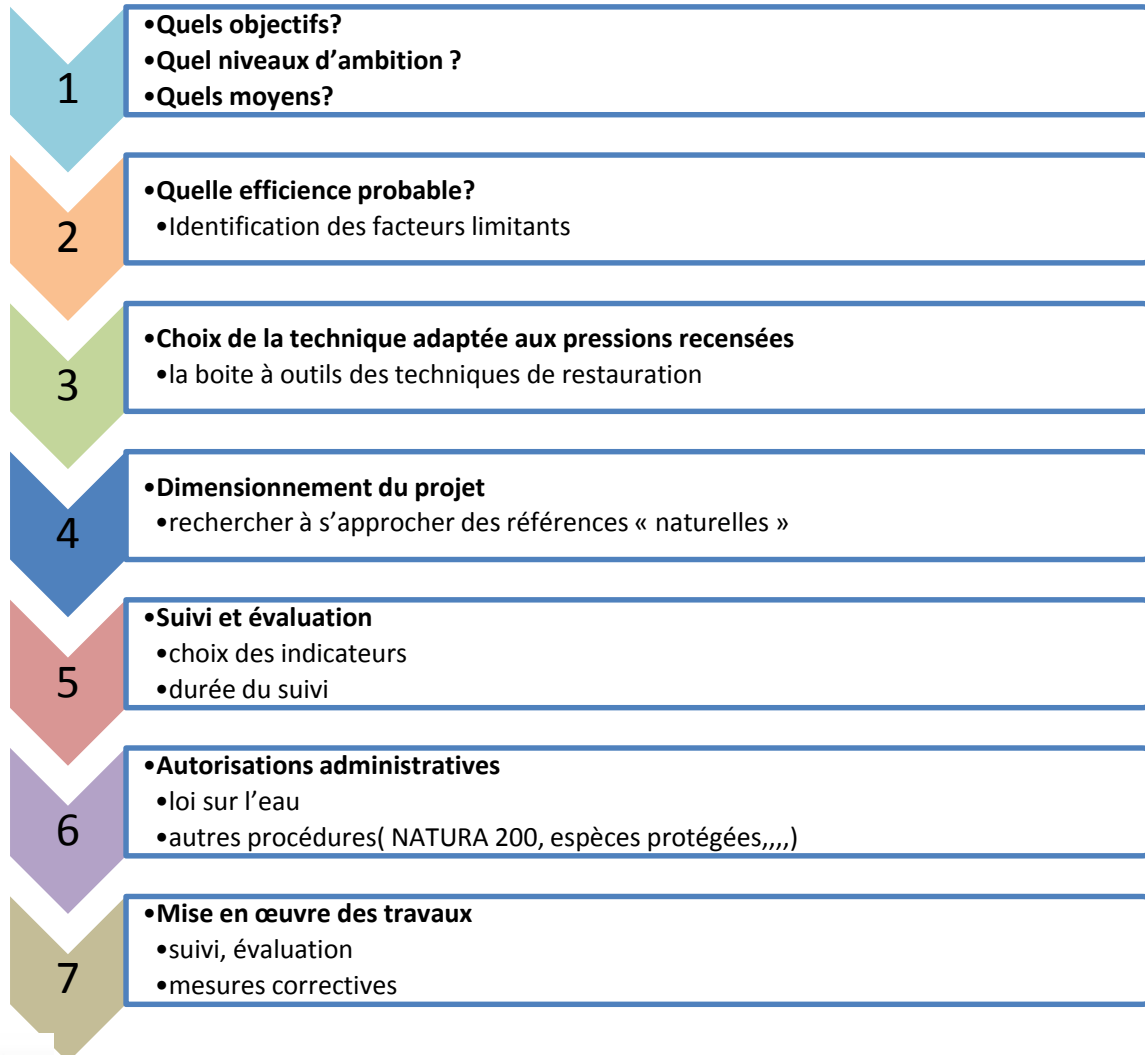 1
•Quels objectifs?
•Quel niveaux d'ambition ?
•Quels moyens?
2
•Quelle efficience probable?
•Identification des facteurs limitants
3
•Choix de la technique adaptée aux pressions recensées
•la boite à outils des techniques de restauration
4
•Dimensionnement du projet
•rechercher à s'approcher des références « naturelles »
5
•Suivi et évaluation
•choix des indicateurs
•durée du suivi
6
•Autorisations administratives
•loi sur l'eau
•autres procédures( NATURA 200, espèces protégées,,,,)
7
•Mise en œuvre des travaux
•suivi, évaluation
•mesures correctives